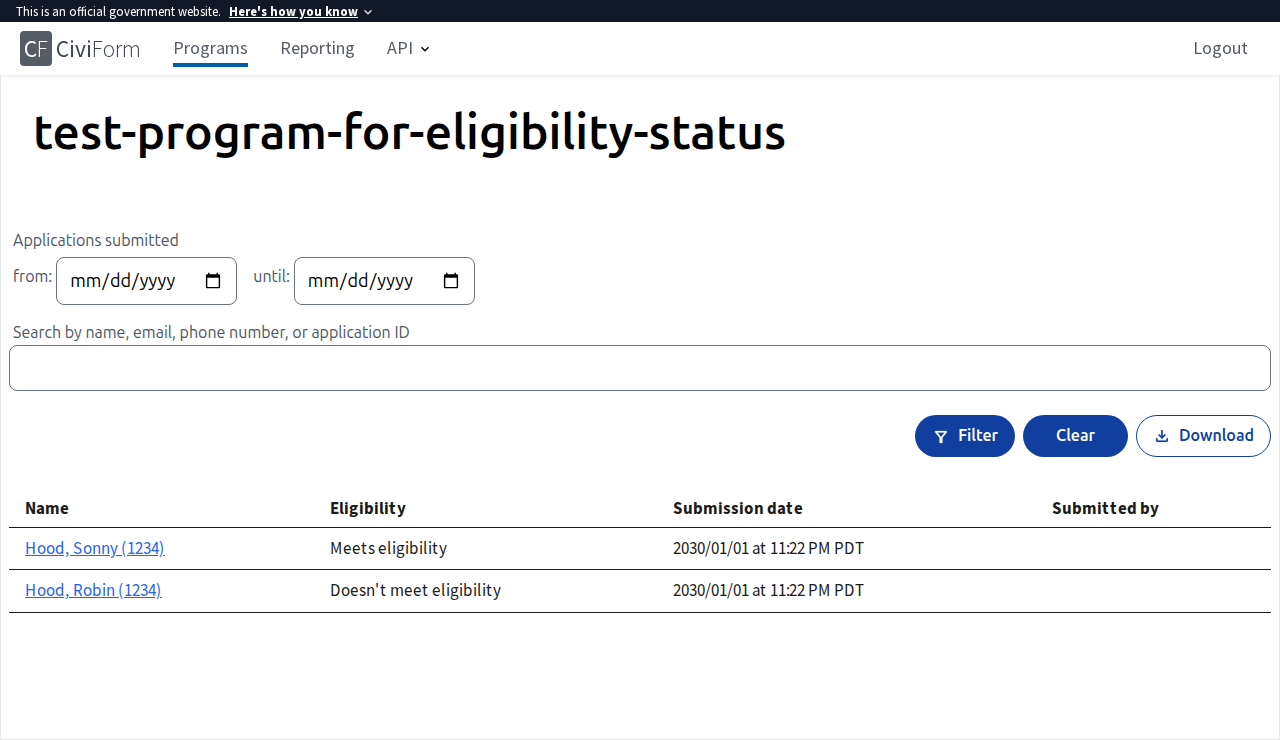 This is an official government website. Here's how you know
CF CiviForm Programs Reporting API Logout
test-program-for-eligibility-status
Applications submitted
from: mm/dd/yyyy until: mm/dd/yyyy
Search by name, email, phone number, or application ID
Filter Clear Download
Name Eligibility Submission date Submitted by
Hood, Sonny (1234) Meets eligibility 2030/01/01 at 11:22 PM PDT
Hood, Robin (1234) Doesn't meet eligibility 2030/01/01 at 11:22 PM PDT